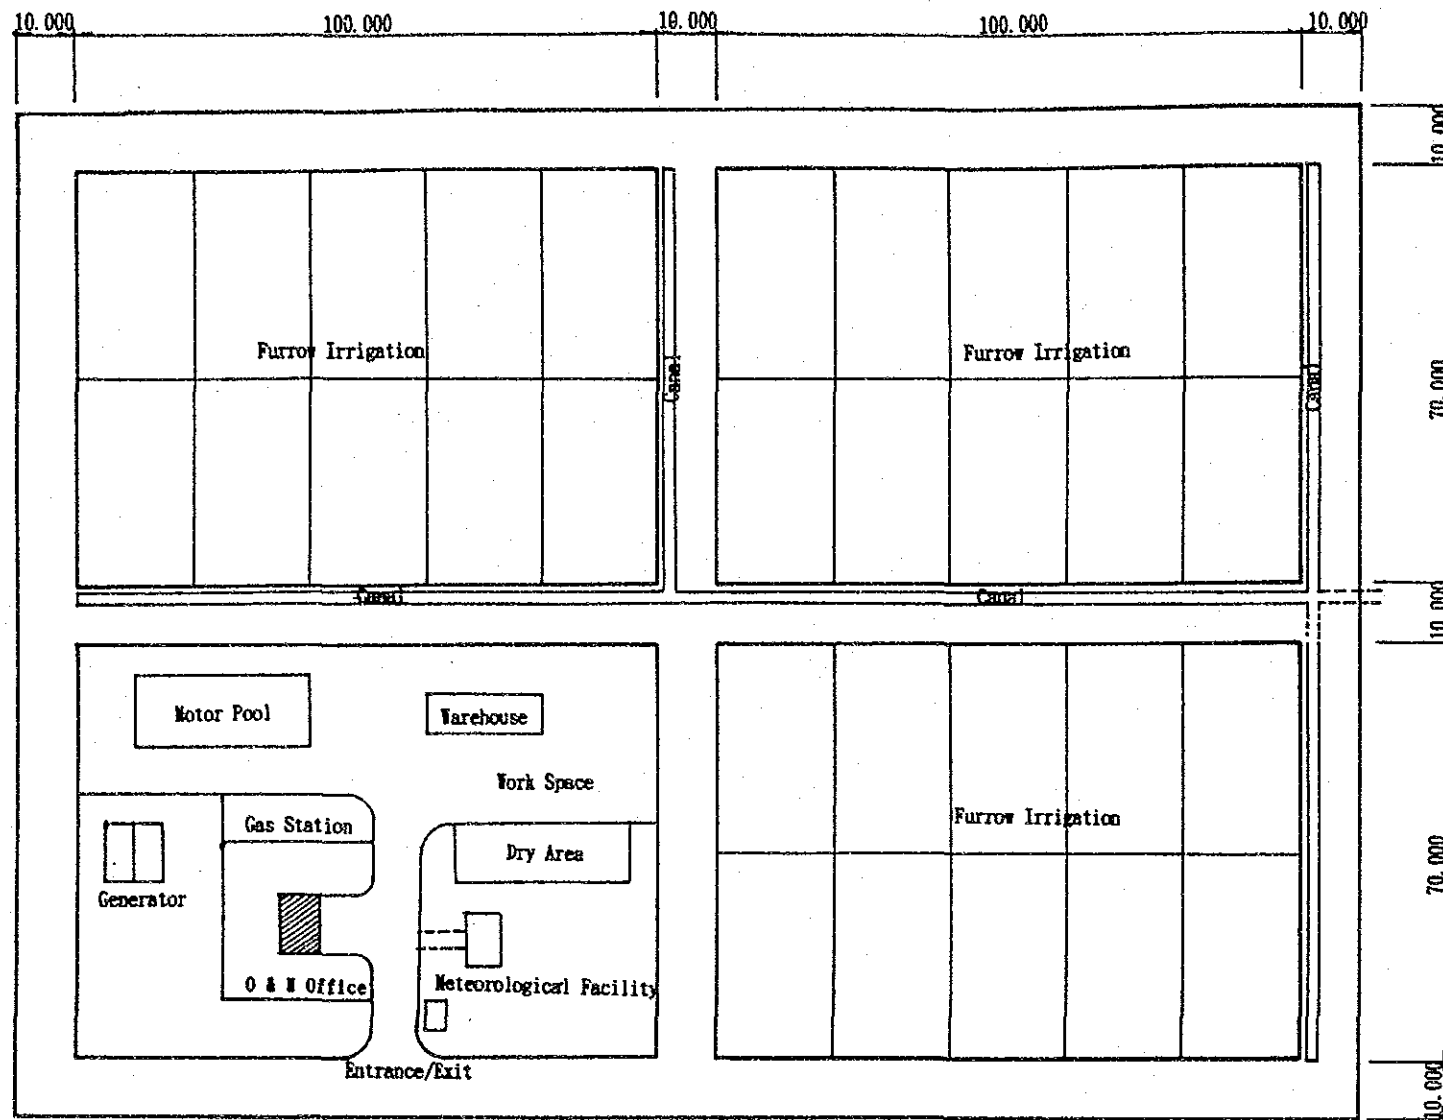 10.000 100.000 10.000 100.000 10.000
10.000
Furrow Irrigation
Canal
Furrow Irrigation
Canal
70.000
Canal
Canal
10.000
Motor Pool
Warehouse
Work Space
Gas Station
Dry Area
Furrow Irrigation
70.000
Generator
O & M Office
Meteorological Facility
Entrance/Exit
10.000